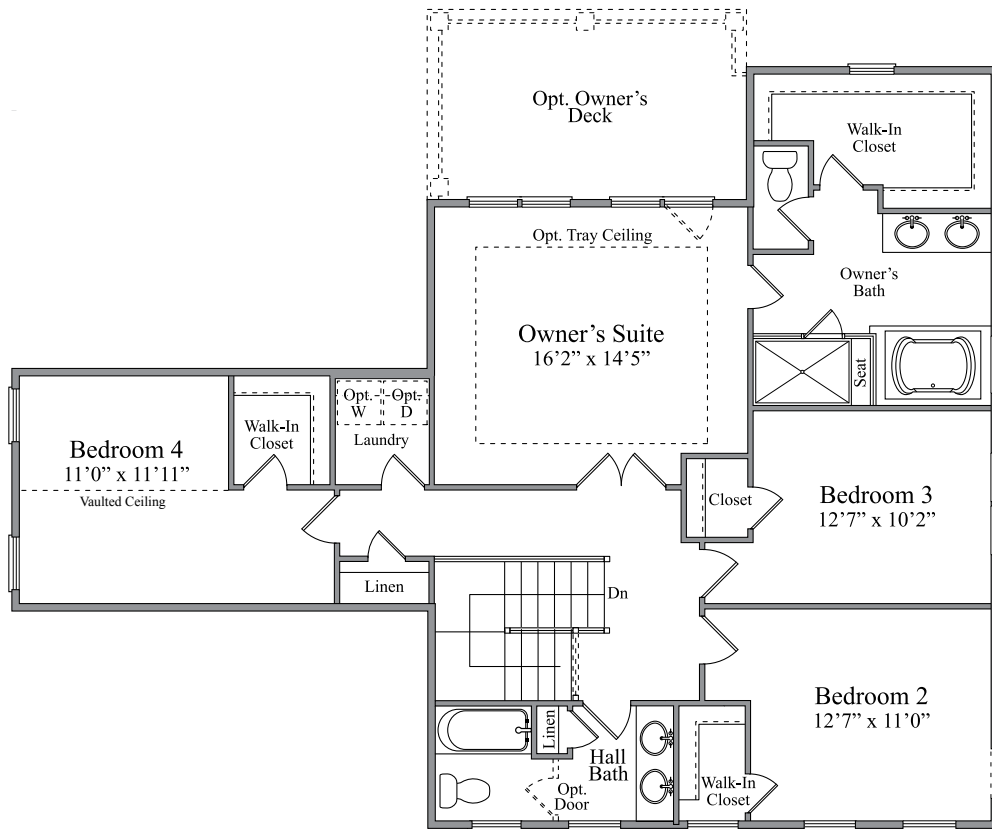 Opt. Owner’s
Deck
Walk-In
Closet
Opt. Tray Ceiling
Owner’s
Bath
Owner’s Suite
16’2” x 14’5”
Seat
Opt.
W
Opt.
D
Laundry
Walk-In
Closet
Bedroom 4
11’0” x 11’11”
Vaulted Ceiling
Closet
Bedroom 3
12’7” x 10’2”
Linen
Dn
Bedroom 2
12’7” x 11’0”
Linen
Hall
Bath
Opt.
Door
Walk-In
Closet